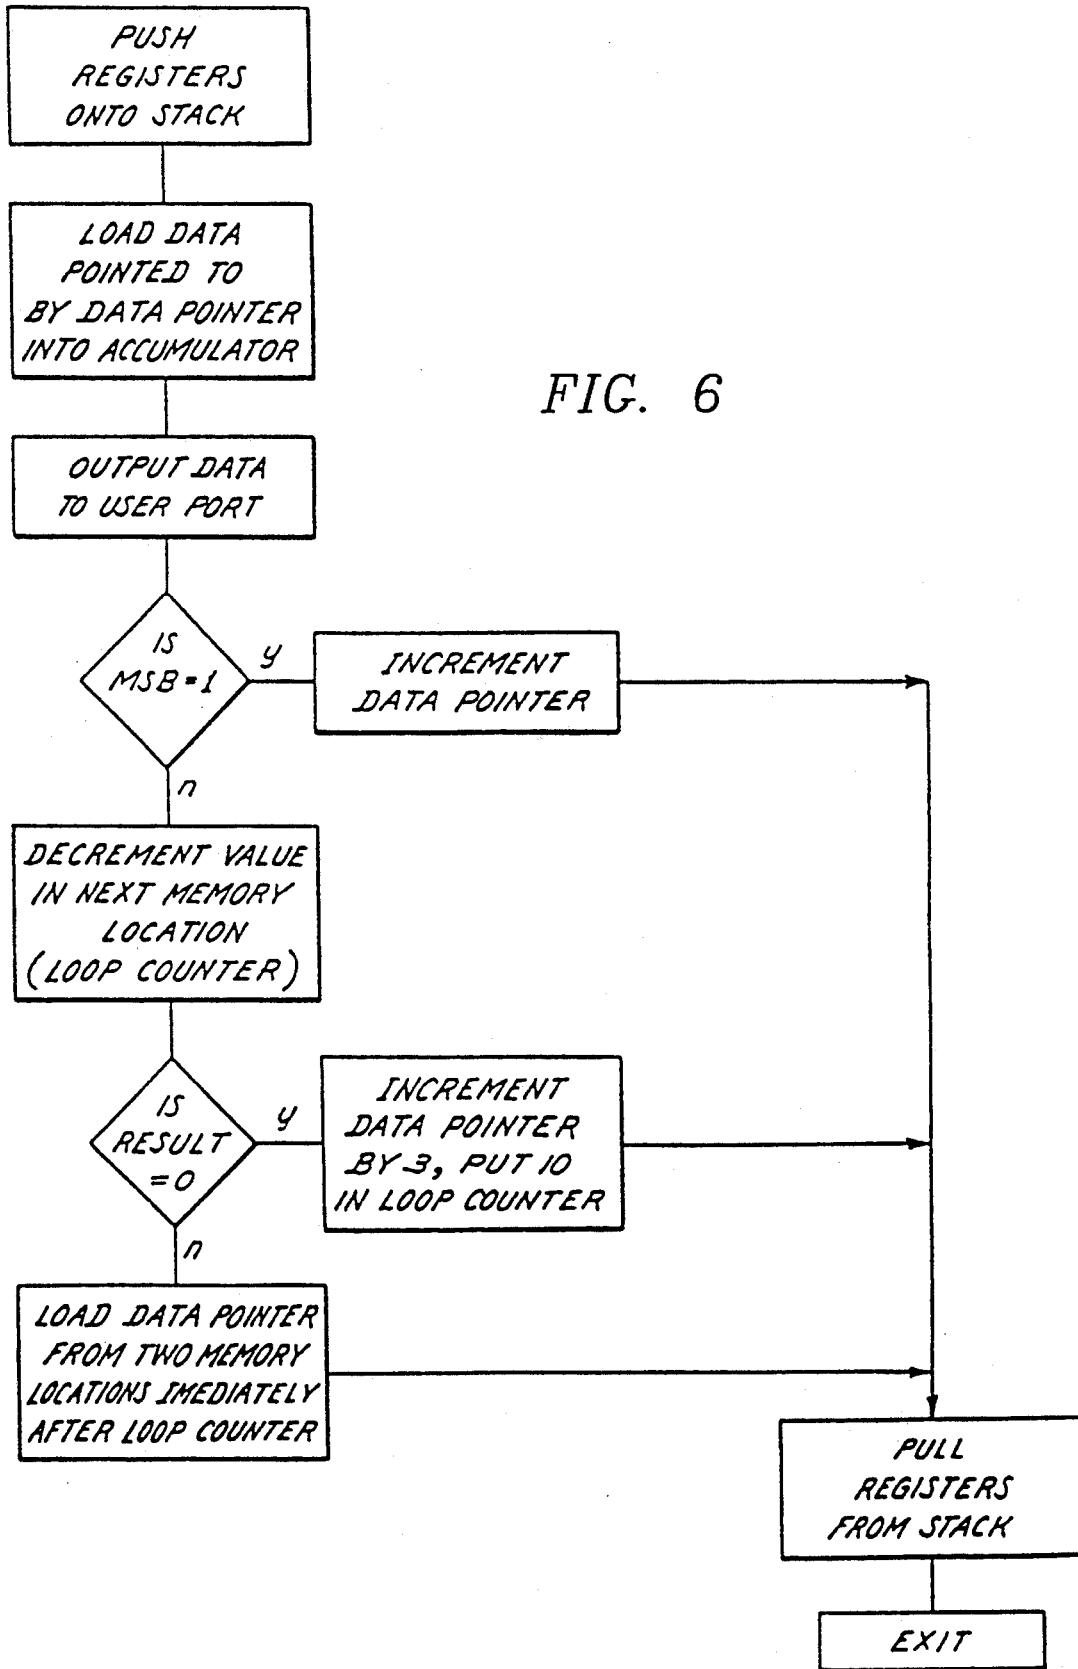 PUSH
REGISTERS
ONTO STACK
LOAD DATA
POINTED TO
BY DATA POINTER
INTO ACCUMULATOR
FIG. 6
OUTPUT DATA
TO USER PORT
IS
MSB=1
y
INCREMENT
DATA POINTER
n
DECREMENT VALUE
IN NEXT MEMORY
LOCATION
(LOOP COUNTER)
IS
RESULT
=0
y
INCREMENT
DATA POINTER
BY 3, PUT 10
IN LOOP COUNTER
n
LOAD DATA POINTER
FROM TWO MEMORY
LOCATIONS IMEDIATELY
AFTER LOOP COUNTER
PULL
REGISTERS
FROM STACK
EXIT